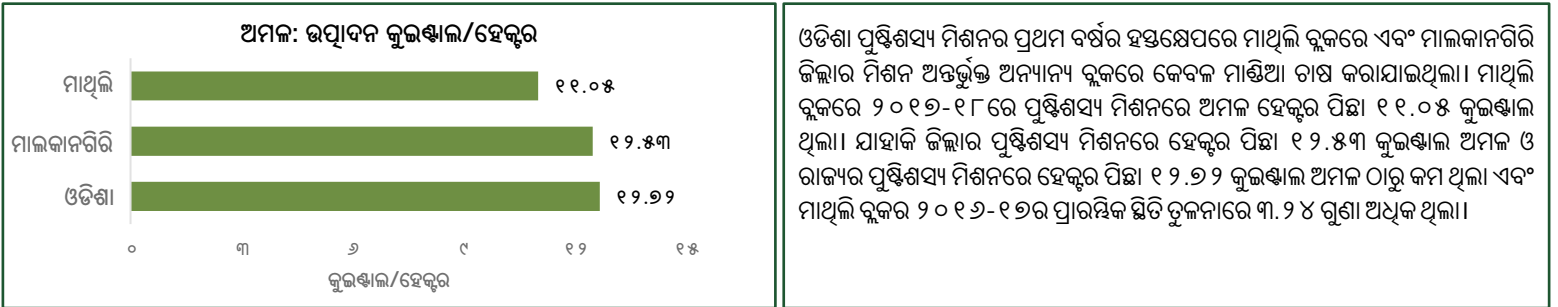 ଅମଳ: ଉତ୍ପାଦନ କୁଇଣ୍ଟାଲ/ହେକ୍ଟର
ମାଥିଲି
୧୧.୦୫
ମାଲକାନଗିରି
୧୨.୫୩
ଓଡିଶା
୧୨.୭୨
୦ ୩ ୬ ୯ ୧୨ ୧୫
କୁଇଣ୍ଟାଲ/ହେକ୍ଟର
ଓଡିଶା ପୁଷ୍ଟିଶସ୍ୟ ମିଶନର ପ୍ରଥମ ବର୍ଷର ହସ୍ତକ୍ଷେପରେ ମାଥିଲି ବ୍ଲକରେ ଏବଂ ମାଲକାନଗିରି
ଜିଲ୍ଲାର ମିଶନ ଅନ୍ତର୍ଭୁକ୍ତ ଅନ୍ୟାନ୍ୟ ବ୍ଲକରେ କେବଳ ମାଣ୍ଡିଆ ଚାଷ କରାଯାଇଥିଲା। ମାଥିଲି
ବ୍ଲକରେ ୨୦୧୭-୧୮ରେ ପୁଷ୍ଟିଶସ୍ୟ ମିଶନରେ ଅମଳ ହେକ୍ଟର ପିଛା ୧୧.୦୫ କୁଇଣ୍ଟାଲ
ଥିଲା। ଯାହାକି ଜିଲ୍ଲାର ପୁଷ୍ଟିଶସ୍ୟ ମିଶନରେ ହେକ୍ଟର ପିଛା ୧୨.୫୩ କୁଇଣ୍ଟାଲ ଅମଳ ଓ
ରାଜ୍ୟର ପୁଷ୍ଟିଶସ୍ୟ ମିଶନରେ ହେକ୍ଟର ପିଛା ୧୨.୭୨ କୁଇଣ୍ଟାଲ ଅମଳ ଠାରୁ କମ ଥିଲା ଏବଂ
ମାଥିଲି ବ୍ଲକର ୨୦୧୬-୧୭ର ପ୍ରାରମ୍ଭିକ ସ୍ଥିତି ତୁଳନାରେ ୩.୨୪ ଗୁଣା ଅଧିକ ଥିଲା।